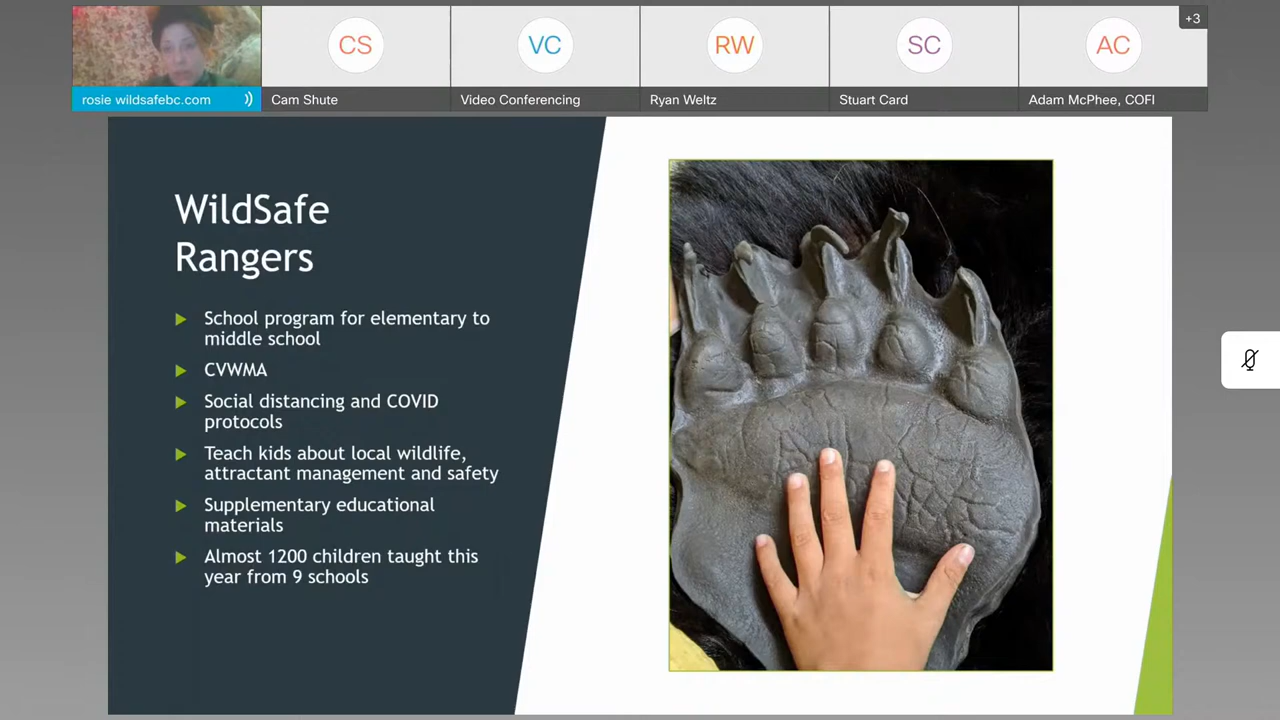 +3
CS
VC
RW
SC
AC
rosie wildsafebc.com
Cam Shute
Video Conferencing
Ryan Weltz
Stuart Card
Adam McPhee, COFI
WildSafe
Rangers
School program for elementary to
middle school
CVWMA
Social distancing and COVID
protocols
Teach kids about local wildlife,
attractant management and safety
Supplementary educational
materials
Almost 1200 children taught this
year from 9 schools